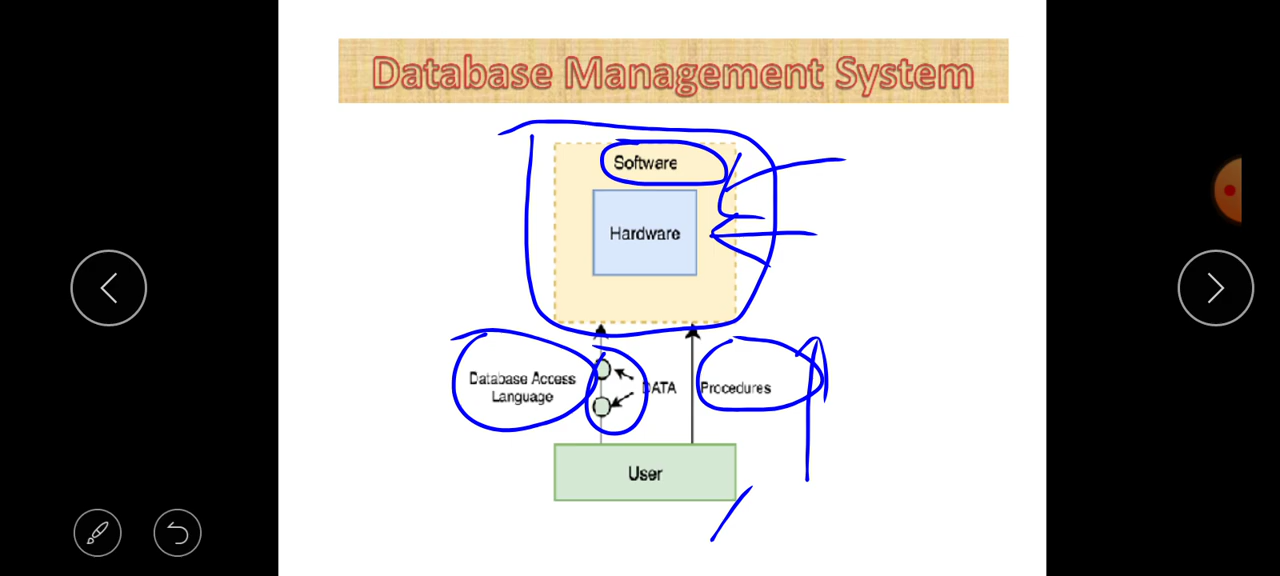 Database Management System
Software
Hardware
Database Access
Language
DATA
Procedures
User